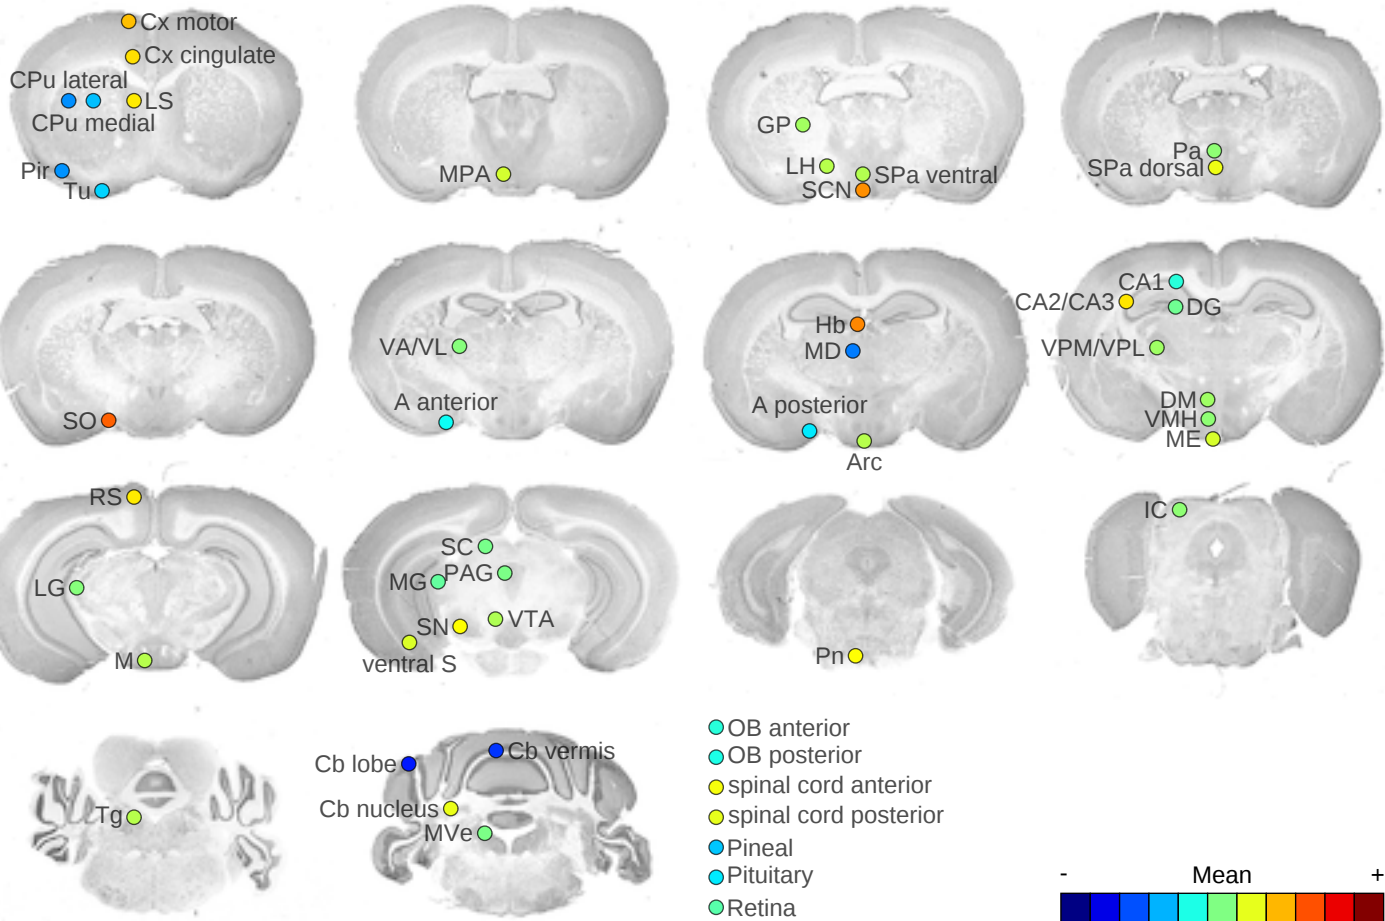 Cx motor
Cx cingulate
CPu lateral
LS
CPu medial
Pir
Tu
MPA
GP
LH
SPa ventral
SCN
Pa
SPa dorsal
SO
VA/VL
A anterior
Hb
MD
A posterior
Arc
CA1
CA2/CA3
DG
VPM/VPL
DM
VMH
ME
RS
LG
M
SC
MG
PAG
SN
VTA
ventral S
Pn
IC
Tg
Cb lobe
Cb vermis
Cb nucleus
MVe
OB anterior
OB posterior
spinal cord anterior
spinal cord posterior
Pineal
Pituitary
Retina
- Mean +